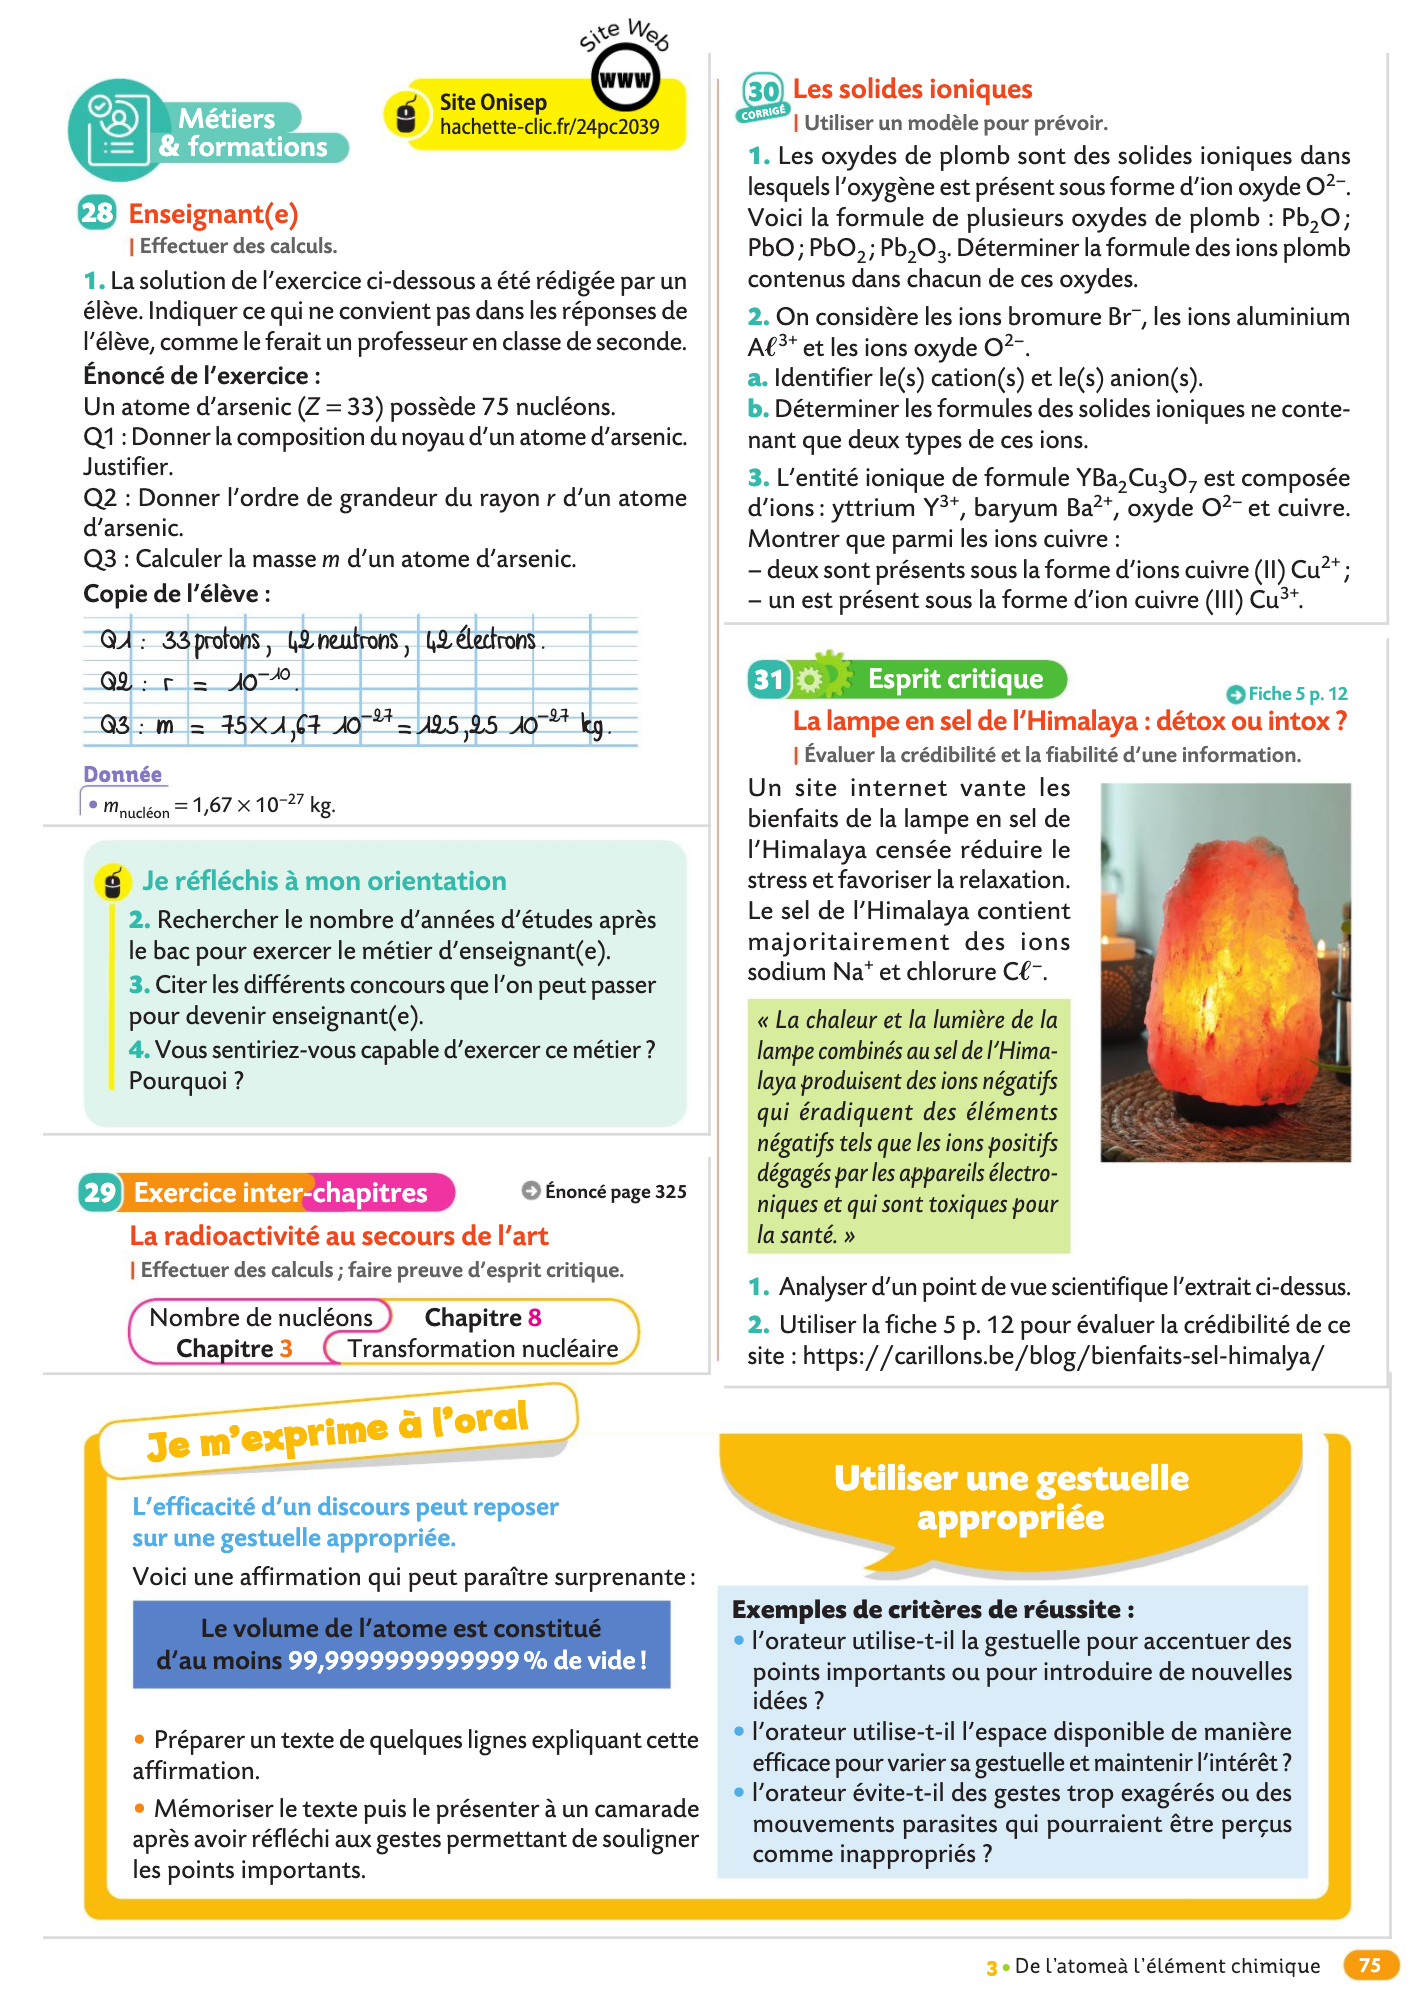 Site Web
www
Métiers
& formations
Site Onisep
hachette-clic.fr/24pc2039
28 Enseignant(e)
| Effectuer des calculs.
1. La solution de l'exercice ci-dessous a été rédigée par un
élève. Indiquer ce qui ne convient pas dans les réponses de
l'élève, comme le ferait un professeur en classe de seconde.
Énoncé de l'exercice :
Un atome d'arsenic (Z = 33) possède 75 nucléons.
Q1 : Donner la composition du noyau d'un atome d'arsenic.
Justifier.
Q2 : Donner l'ordre de grandeur du rayon r d'un atome
d'arsenic.
Q3 : Calculer la masse m d'un atome d'arsenic.
Copie de l'élève :
Q1 : 33 protons, 42 neutrons, 42 électrons.
Q2 : r = 10⁻¹⁰.
Q3 : m = 75 × 1,67 10⁻²⁷ = 125,25 10⁻²⁷ kg.
Donnée
• m nucléon = 1,67 × 10⁻²⁷ kg.
Je réfléchis à mon orientation
2. Rechercher le nombre d'années d'études après
le bac pour exercer le métier d'enseignant(e).
3. Citer les différents concours que l'on peut passer
pour devenir enseignant(e).
4. Vous sentiriez-vous capable d'exercer ce métier ?
Pourquoi ?
29 Exercice inter-chapitres
Énoncé page 325
La radioactivité au secours de l'art
| Effectuer des calculs ; faire preuve d'esprit critique.
Nombre de nucléons Chapitre 8
Chapitre 3 Transformation nucléaire
30 Les solides ioniques
CORRIGÉ
| Utiliser un modèle pour prévoir.
1. Les oxydes de plomb sont des solides ioniques dans
lesquels l'oxygène est présent sous forme d'ion oxyde O²⁻.
Voici la formule de plusieurs oxydes de plomb : Pb₂O ;
PbO ; PbO₂ ; Pb₂O₃. Déterminer la formule des ions plomb
contenus dans chacun de ces oxydes.
2. On considère les ions bromure Br⁻, les ions aluminium
Aℓ³⁺ et les ions oxyde O²⁻.
a. Identifier le(s) cation(s) et le(s) anion(s).
b. Déterminer les formules des solides ioniques ne conte-
nant que deux types de ces ions.
3. L'entité ionique de formule YBa₂Cu₃O₇ est composée
d'ions : yttrium Y³⁺, baryum Ba²⁺, oxyde O²⁻ et cuivre.
Montrer que parmi les ions cuivre :
– deux sont présents sous la forme d'ions cuivre (II) Cu²⁺ ;
– un est présent sous la forme d'ion cuivre (III) Cu³⁺.
31 Esprit critique
Fiche 5 p. 12
La lampe en sel de l'Himalaya : détox ou intox ?
| Évaluer la crédibilité et la fiabilité d'une information.
Un site internet vante les
bienfaits de la lampe en sel de
l'Himalaya censée réduire le
stress et favoriser la relaxation.
Le sel de l'Himalaya contient
majoritairement des ions
sodium Na⁺ et chlorure Cℓ⁻.
« La chaleur et la lumière de la
lampe combinés au sel de l'Hima-
laya produisent des ions négatifs
qui éradiquent des éléments
négatifs tels que les ions positifs
dégagés par les appareils électro-
niques et qui sont toxiques pour
la santé. »
1. Analyser d'un point de vue scientifique l'extrait ci-dessus.
2. Utiliser la fiche 5 p. 12 pour évaluer la crédibilité de ce
site : https://carillons.be/blog/bienfaits-sel-himalya/
Je m'exprime à l'oral
L'efficacité d'un discours peut reposer
sur une gestuelle appropriée.
Voici une affirmation qui peut paraître surprenante :
Le volume de l'atome est constitué
d'au moins 99,9999999999999 % de vide !
• Préparer un texte de quelques lignes expliquant cette
affirmation.
• Mémoriser le texte puis le présenter à un camarade
après avoir réfléchi aux gestes permettant de souligner
les points importants.
Utiliser une gestuelle
appropriée
Exemples de critères de réussite :
• l'orateur utilise-t-il la gestuelle pour accentuer des
points importants ou pour introduire de nouvelles
idées ?
• l'orateur utilise-t-il l'espace disponible de manière
efficace pour varier sa gestuelle et maintenir l'intérêt ?
• l'orateur évite-t-il des gestes trop exagérés ou des
mouvements parasites qui pourraient être perçus
comme inappropriés ?
3 • De l'atomeà l'élément chimique 75